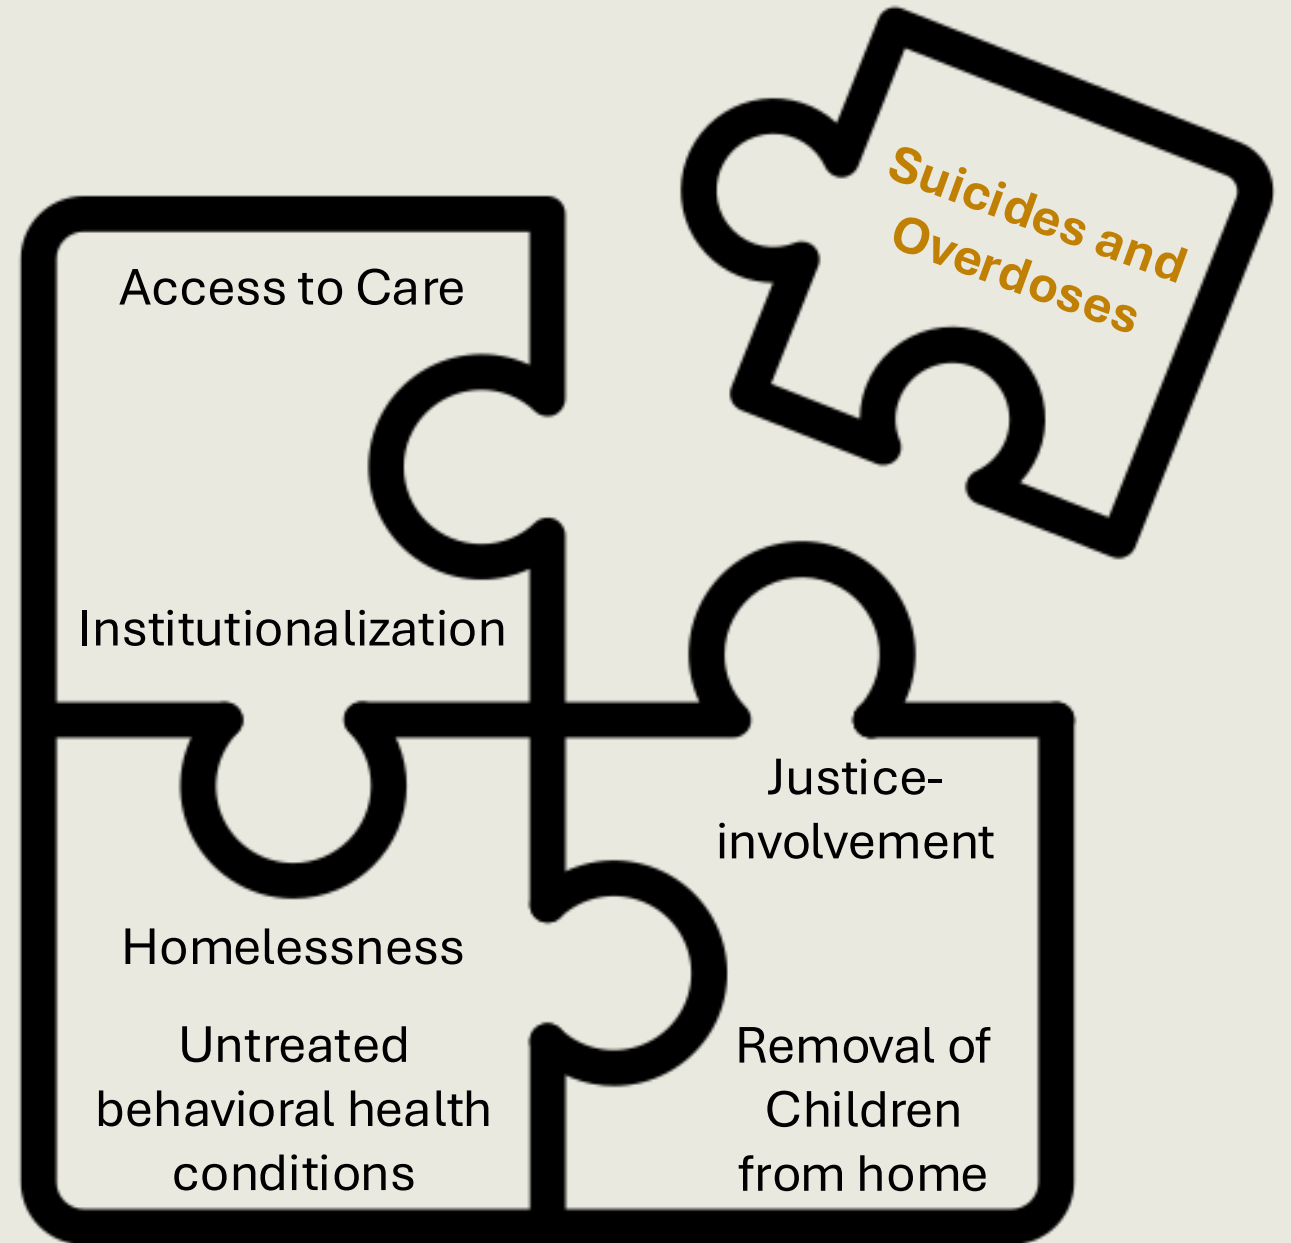 Suicides and
Overdoses
Access to Care
Institutionalization
Justice-
involvement
Homelessness
Untreated
behavioral health
conditions
Removal of
Children
from home